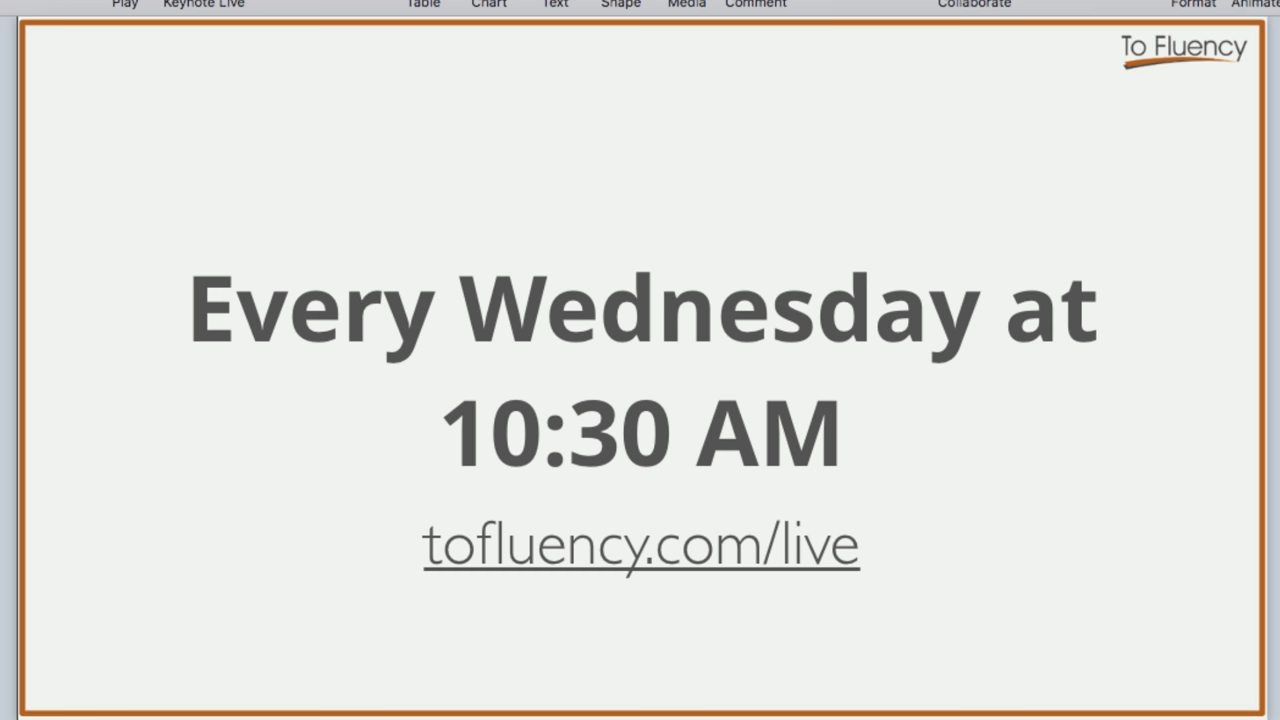 Play Keynote Live Table Chart Text Shape Media Comment Collaborate Format Animate
To Fluency
Every Wednesday at
10:30 AM
tofluency.com/live